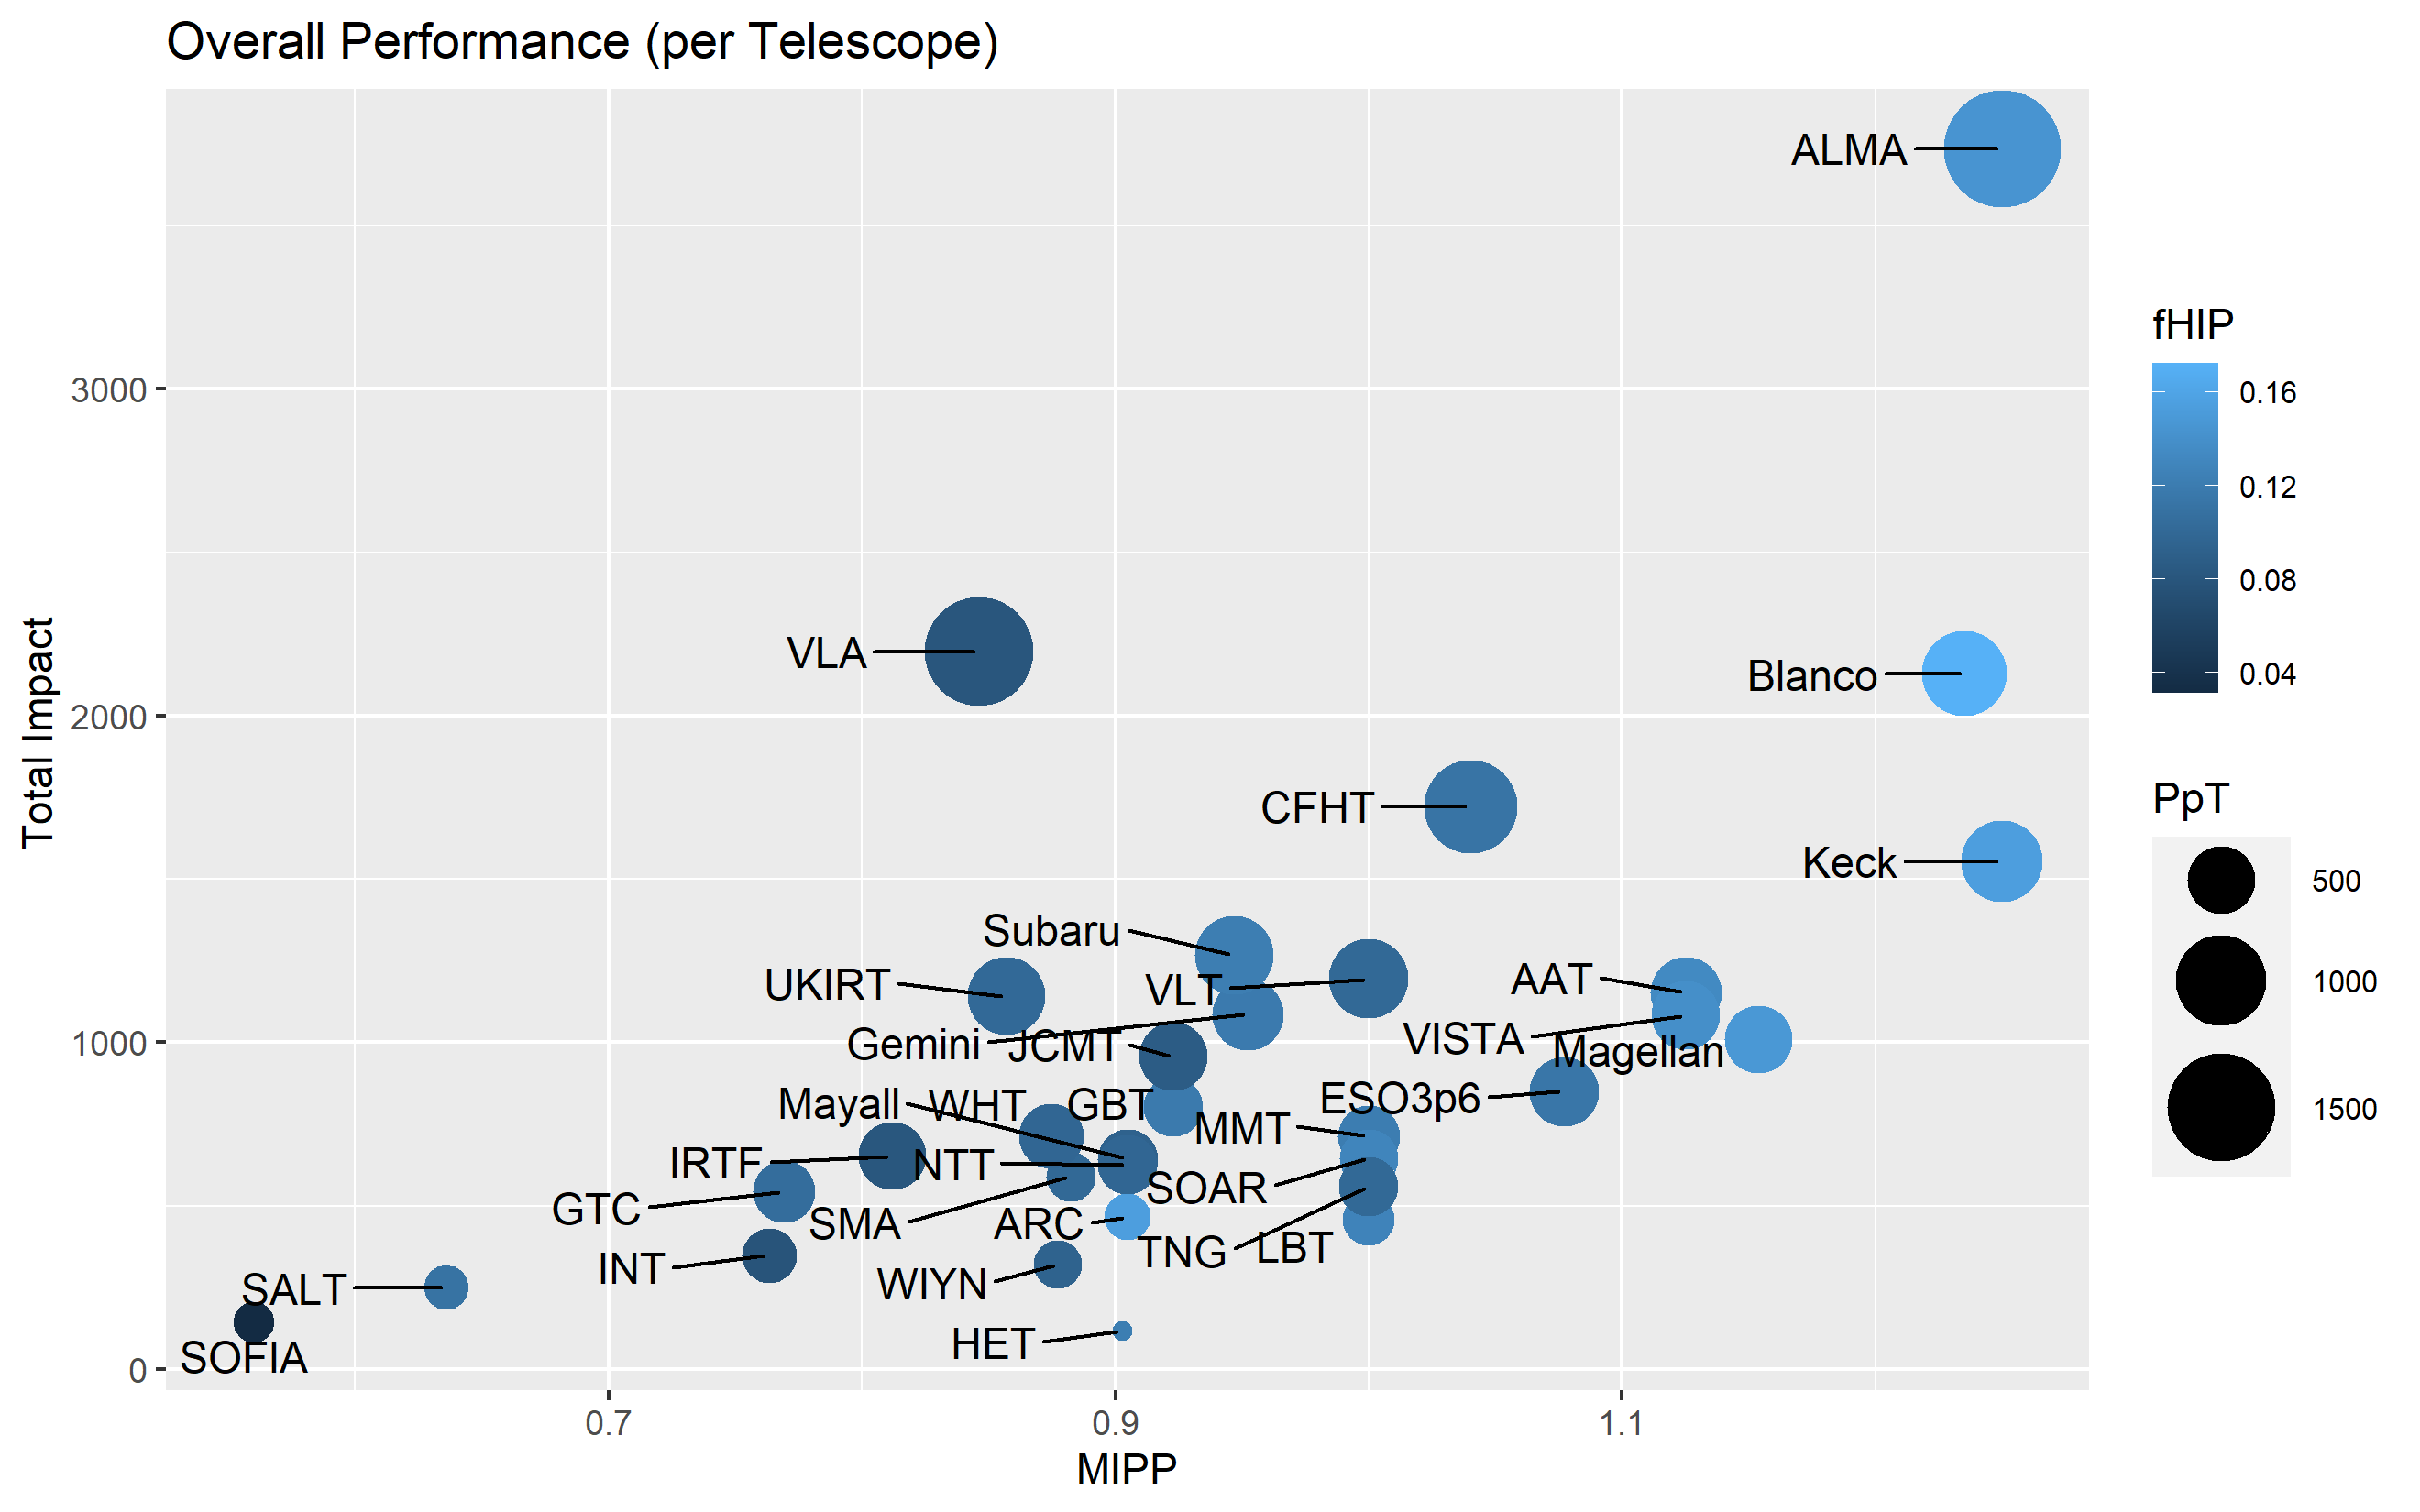 Overall Performance (per Telescope)
ALMA
VLA
Blanco
CFHT
Keck
Subaru
UKIRT
VLT
AAT
Gemini
JCMT
VISTA
Magellan
Mayall
WHT
GBT
ESO3p6
MMT
IRTF
NTT
SOAR
GTC
SMA
ARC
TNG
LBT
INT
WIYN
SALT
HET
SOFIA
3000
2000
1000
0
Total Impact
0.7
0.9
1.1
MIPP
fHIP
0.16
0.12
0.08
0.04
PpT
500
1000
1500